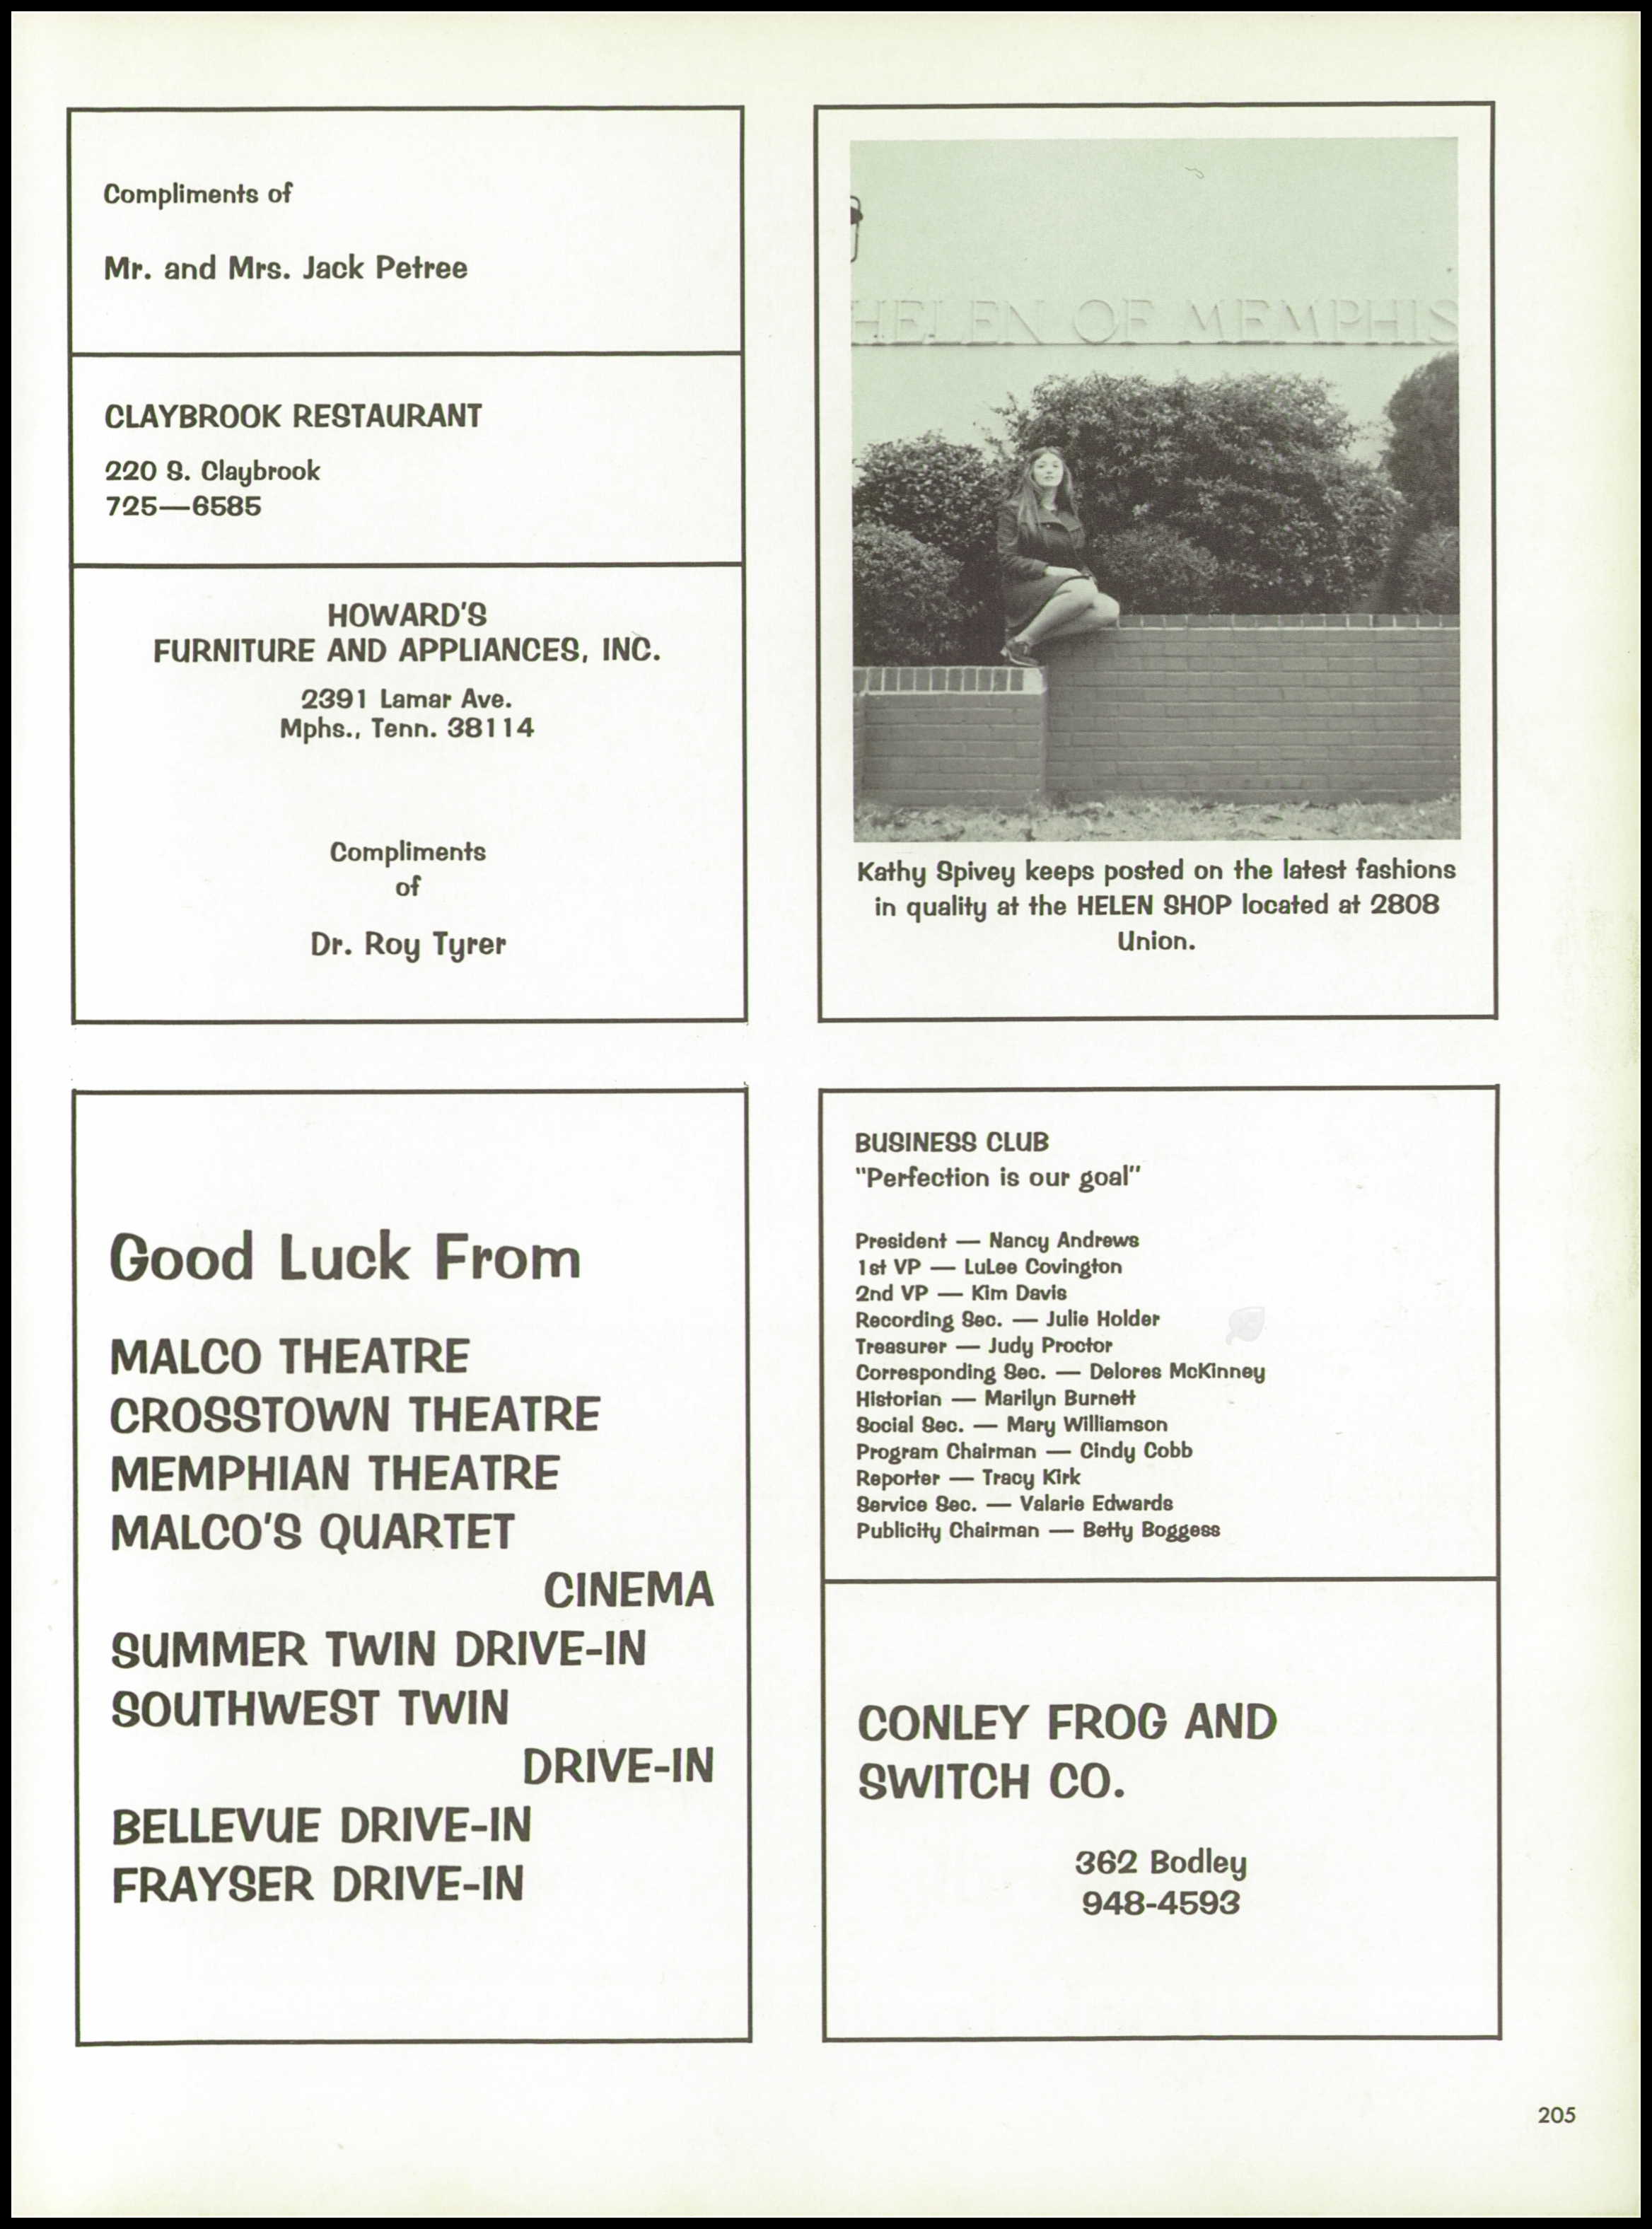 Compliments of
Mr. and Mrs. Jack Petree
CLAYBROOK RESTAURANT
220 S. Claybrook
725—6585
HOWARD'S
FURNITURE AND APPLIANCES, INC.
2391 Lamar Ave.
Mphs., Tenn. 38114
Compliments
of
Dr. Roy Tyrer
HELEN OF MEMPHIS
Kathy Spivey keeps posted on the latest fashions
in quality at the HELEN SHOP located at 2808
Union.
Good Luck From
MALCO THEATRE
CROSSTOWN THEATRE
MEMPHIAN THEATRE
MALCO'S QUARTET
CINEMA
SUMMER TWIN DRIVE-IN
SOUTHWEST TWIN
DRIVE-IN
BELLEVUE DRIVE-IN
FRAYSER DRIVE-IN
BUSINESS CLUB
"Perfection is our goal"
President — Nancy Andrews
1st VP — LuLee Covington
2nd VP — Kim Davis
Recording Sec. — Julie Holder
Treasurer — Judy Proctor
Corresponding Sec. — Delores McKinney
Historian — Marilyn Burnett
Social Sec. — Mary Williamson
Program Chairman — Cindy Cobb
Reporter — Tracy Kirk
Service Sec. — Valarie Edwards
Publicity Chairman — Betty Boggess
CONLEY FROG AND
SWITCH CO.
362 Bodley
948-4593
205